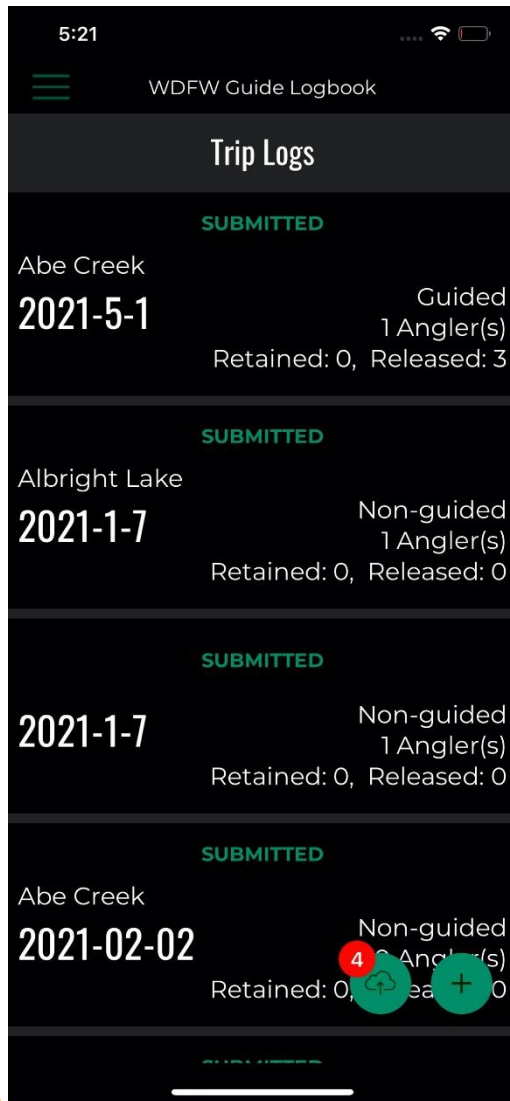 5:21
WDFW Guide Logbook
Trip Logs
SUBMITTED
Abe Creek
2021-5-1
Guided
1 Angler(s)
Retained: 0, Released: 3
SUBMITTED
Albright Lake
2021-1-7
Non-guided
1 Angler(s)
Retained: 0, Released: 0
SUBMITTED
2021-1-7
Non-guided
1 Angler(s)
Retained: 0, Released: 0
SUBMITTED
Abe Creek
2021-02-02
Non-guided
4
Angler(s)
Retained: 0, 0